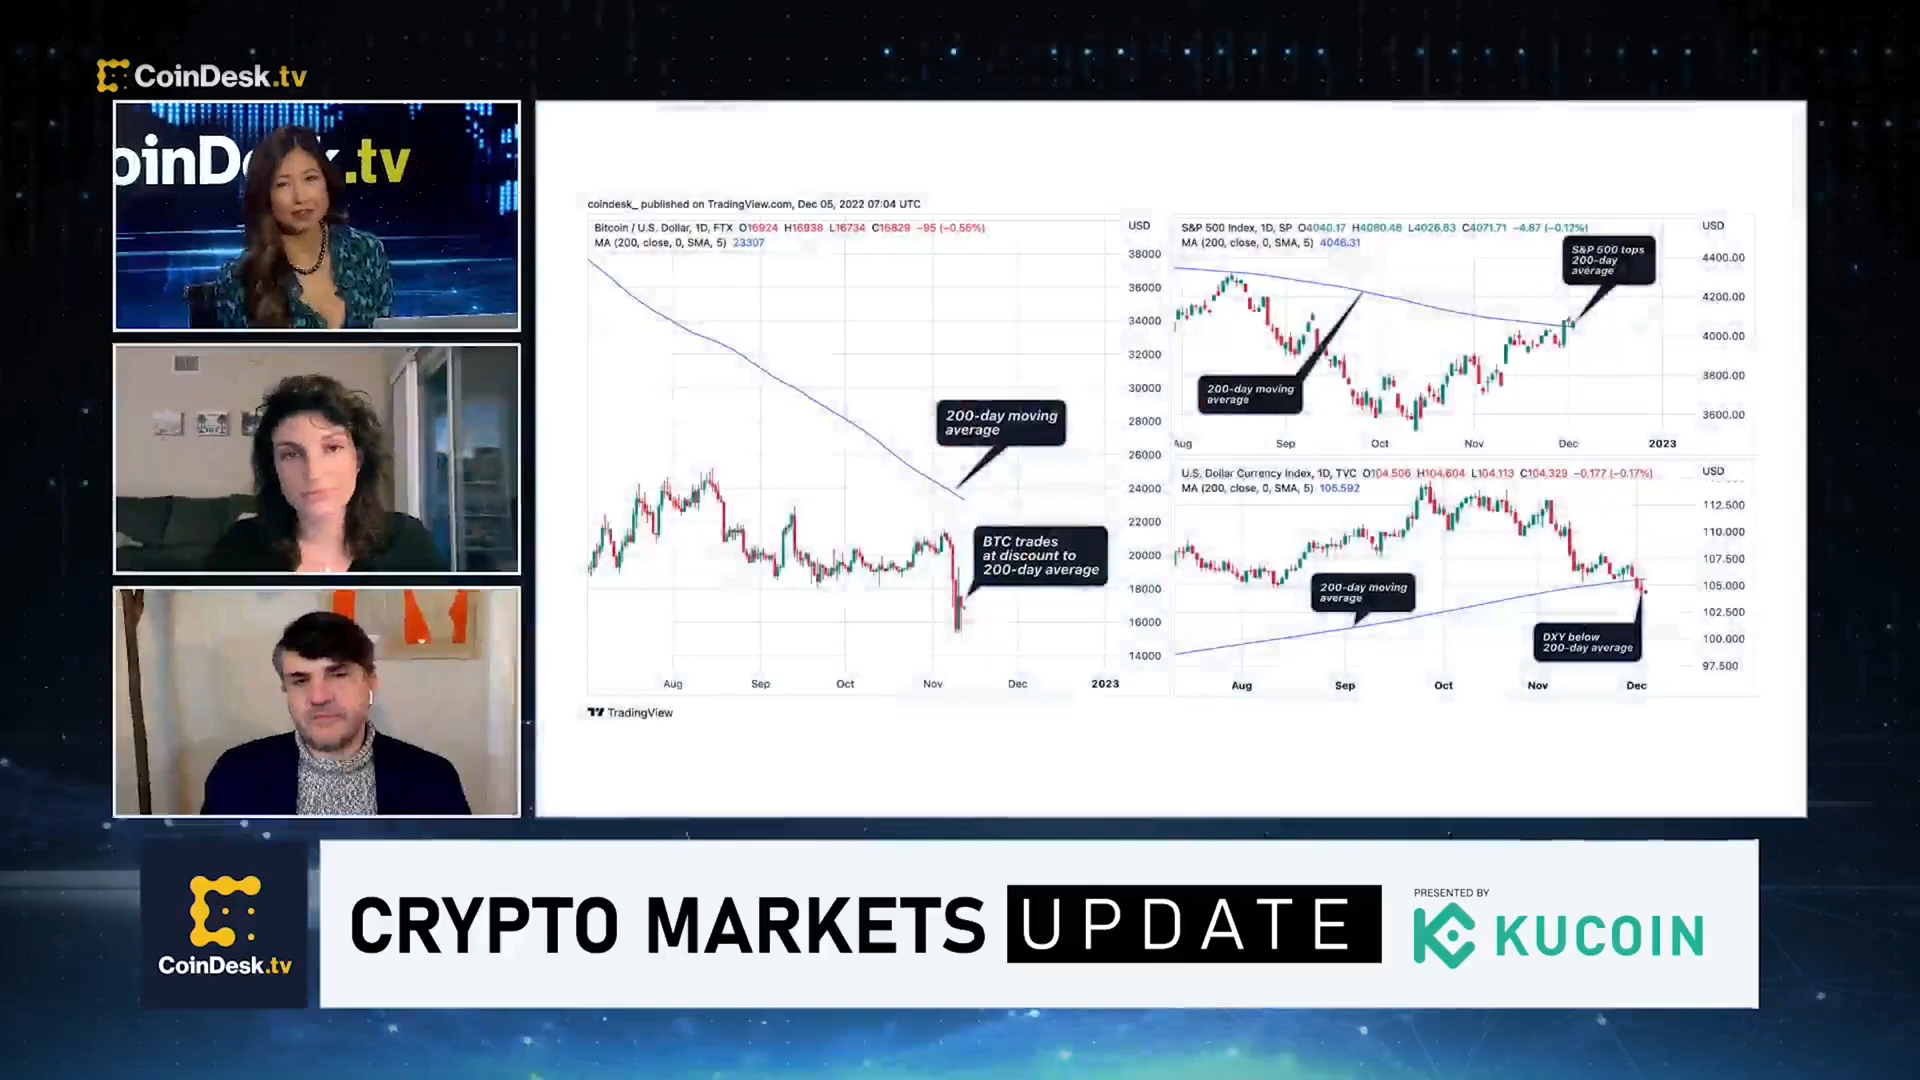 CoinDesk.tv
oinDe k.tv
coindesk_ published on TradingView.com, Dec 05, 2022 07:04 UTC
Bitcoin / U.S. Dollar, 1D, FTX O16924 H16938 L16734 C16829 −95 (−0.56%)
MA (200, close, 0, SMA, 5) 23307
USD
38000
36000
34000
32000
30000
28000
26000
24000
22000
20000
18000
16000
14000
200-day moving
average
BTC trades
at discount to
200-day average
Aug Sep Oct Nov Dec 2023
TradingView
S&P 500 Index, 1D, SP O4040.17 H4080.48 L4026.63 C4071.71 −4.87 (−0.12%)
MA (200, close, 0, SMA, 5) 4046.31
USD
4400.00
4200.00
4000.00
3800.00
3600.00
S&P 500 tops
200-day
average
200-day moving
average
Aug Sep Oct Nov Dec 2023
U.S. Dollar Currency Index, 1D, TVC O104.506 H104.604 L104.113 C104.329 −0.177 (−0.17%)
MA (200, close, 0, SMA, 5) 105.592
USD
112.500
110.000
107.500
105.000
102.500
100.000
97.500
200-day moving
average
DXY below
200-day average
Aug Sep Oct Nov Dec
CoinDesk.tv
CRYPTO MARKETS UPDATE
PRESENTED BY
KUCOIN